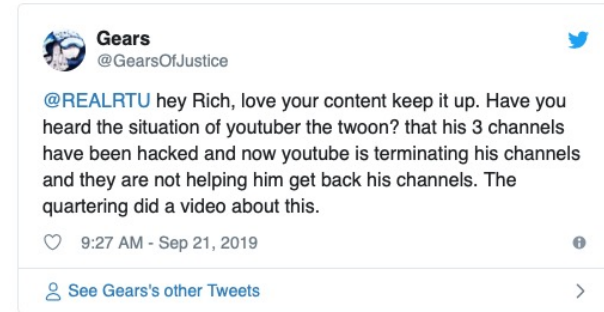 Gears
@GearsOfJustice
@REALRTU hey Rich, love your content keep it up. Have you
heard the situation of youtuber the twoon? that his 3 channels
have been hacked and now youtube is terminating his channels
and they are not helping him get back his channels. The
quartering did a video about this.
9:27 AM - Sep 21, 2019
See Gears's other Tweets